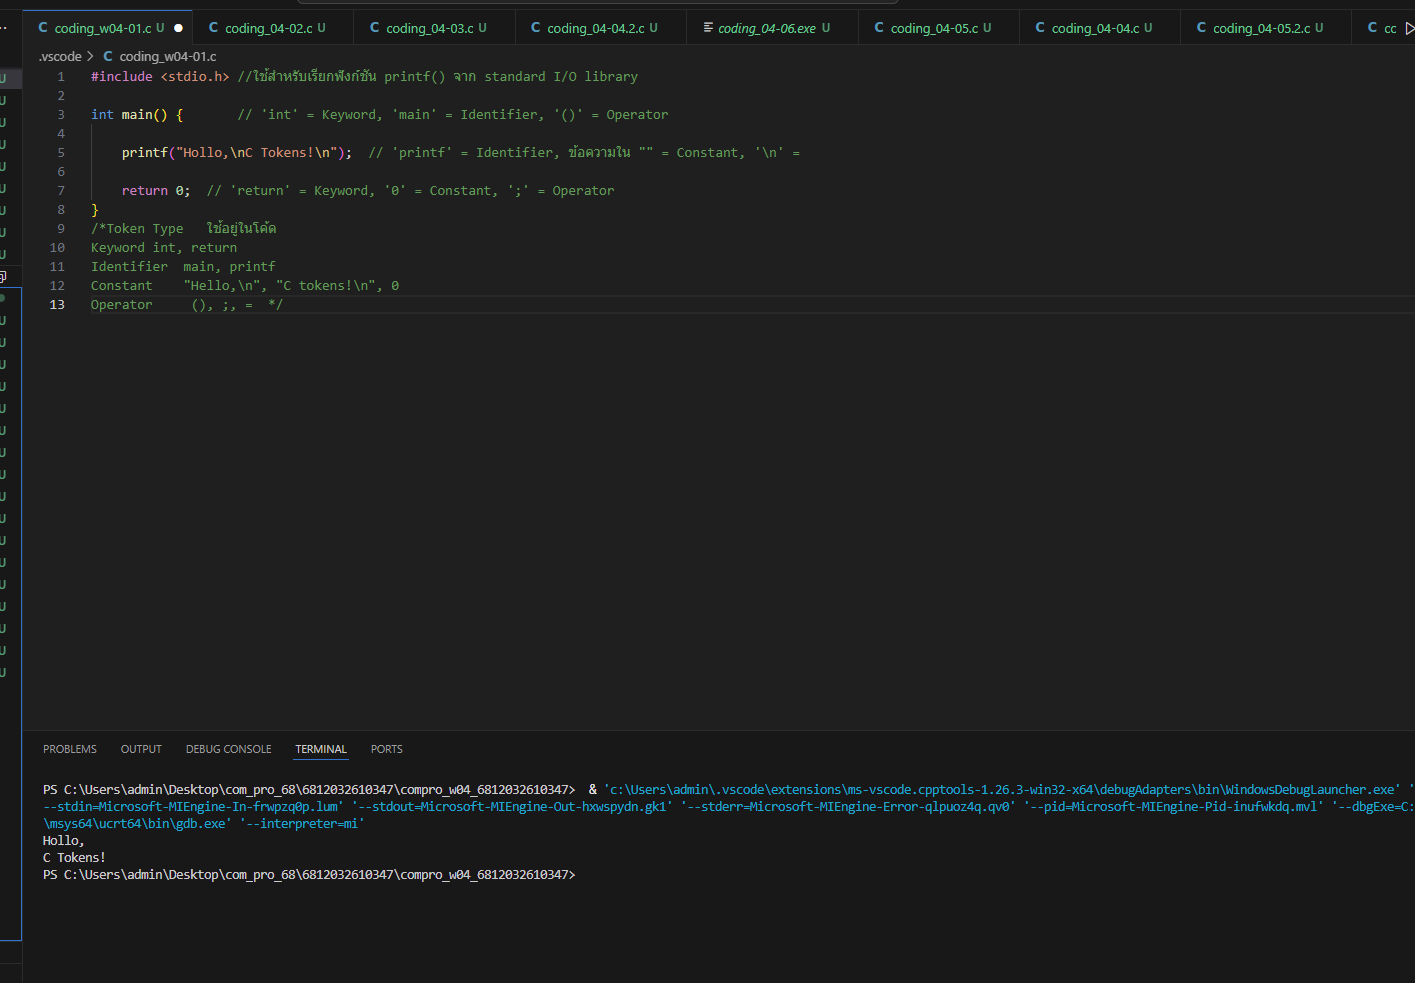 coding_w04-01.c U
coding_04-02.c U
coding_04-03.c U
coding_04-04.2.c U
coding_04-06.exe U
coding_04-05.c U
coding_04-04.c U
coding_04-05.2.c U
C cc
.vscode > C coding_w04-01.c
1 #include <stdio.h> //ใช้สำหรับเรียกฟังก์ชัน printf() จาก standard I/O library
2
3 int main() { // 'int' = Keyword, 'main' = Identifier, '()' = Operator
4
5 printf("Hollo,\nC Tokens!\n"); // 'printf' = Identifier, ข้อความใน "" = Constant, '\n' =
6
7 return 0; // 'return' = Keyword, '0' = Constant, ';' = Operator
8 }
9 /*Token Type ใช้อยู่ในโค้ด
10 Keyword int, return
11 Identifier main, printf
12 Constant "Hello,\n", "C tokens!\n", 0
13 Operator (), ;, = */
PROBLEMS OUTPUT DEBUG CONSOLE TERMINAL PORTS
PS C:\Users\admin\Desktop\com_pro_68\6812032610347\compro_w04_6812032610347> & 'c:\Users\admin\.vscode\extensions\ms-vscode.cpptools-1.26.3-win32-x64\debugAdapters\bin\WindowsDebugLauncher.exe' '
--stdin=Microsoft-MIEngine-In-frwpzq0p.lum' '--stdout=Microsoft-MIEngine-Out-hxwspydn.gk1' '--stderr=Microsoft-MIEngine-Error-qlpuoz4q.qv0' '--pid=Microsoft-MIEngine-Pid-inufwkdq.mvl' '--dbgExe=C:
\msys64\ucrt64\bin\gdb.exe' '--interpreter=mi'
Hollo,
C Tokens!
PS C:\Users\admin\Desktop\com_pro_68\6812032610347\compro_w04_6812032610347>